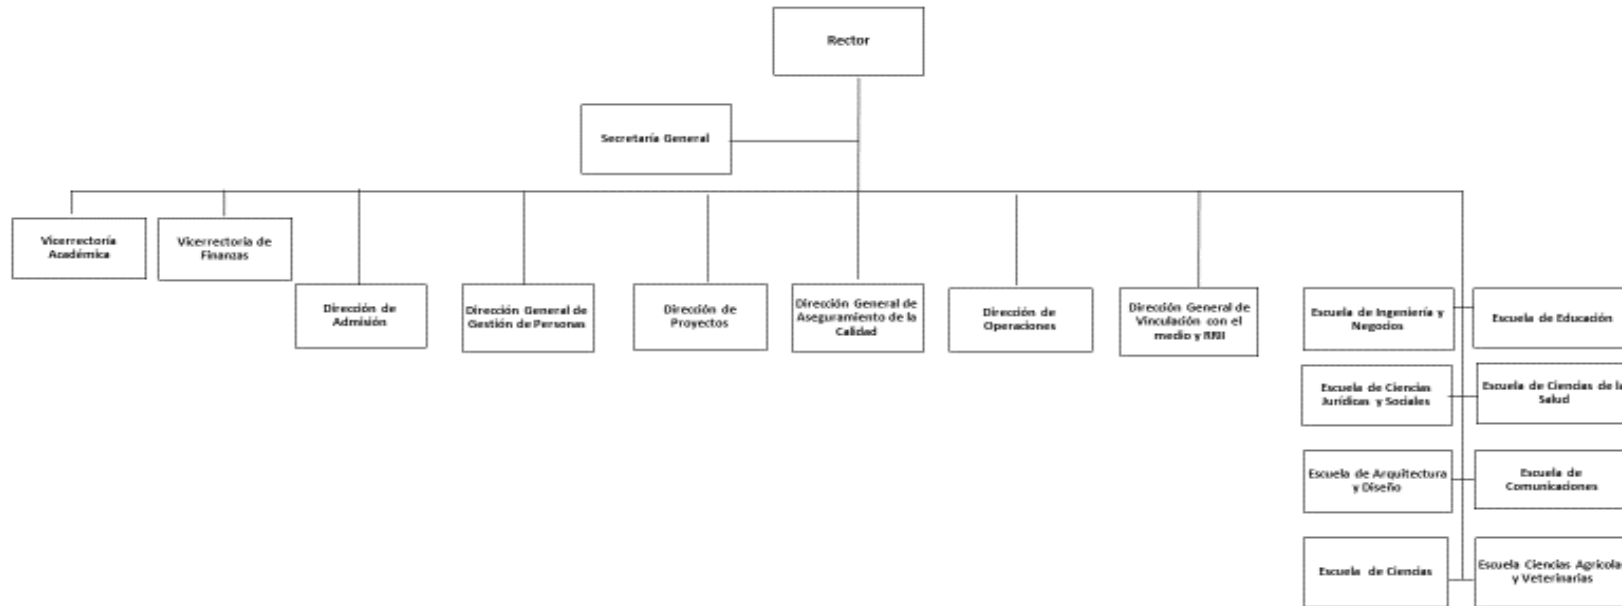 Rector
Secretaría General
Vicerrectoría
Académica
Vicerrectoría de
Finanzas
Dirección de
Admisión
Dirección General de
Gestión de Personas
Dirección de
Proyectos
Dirección General de
Aseguramiento de la
Calidad
Dirección de
Operaciones
Dirección General de
Vinculación con el
medio y RRII
Escuela de Ingeniería y
Negocios
Escuela de Educación
Escuela de Ciencias
Jurídicas y Sociales
Escuela de Ciencias de la
Salud
Escuela de Arquitectura
y Diseño
Escuela de
Comunicaciones
Escuela de Ciencias
Escuela Ciencias Agrícola
y Veterinarias